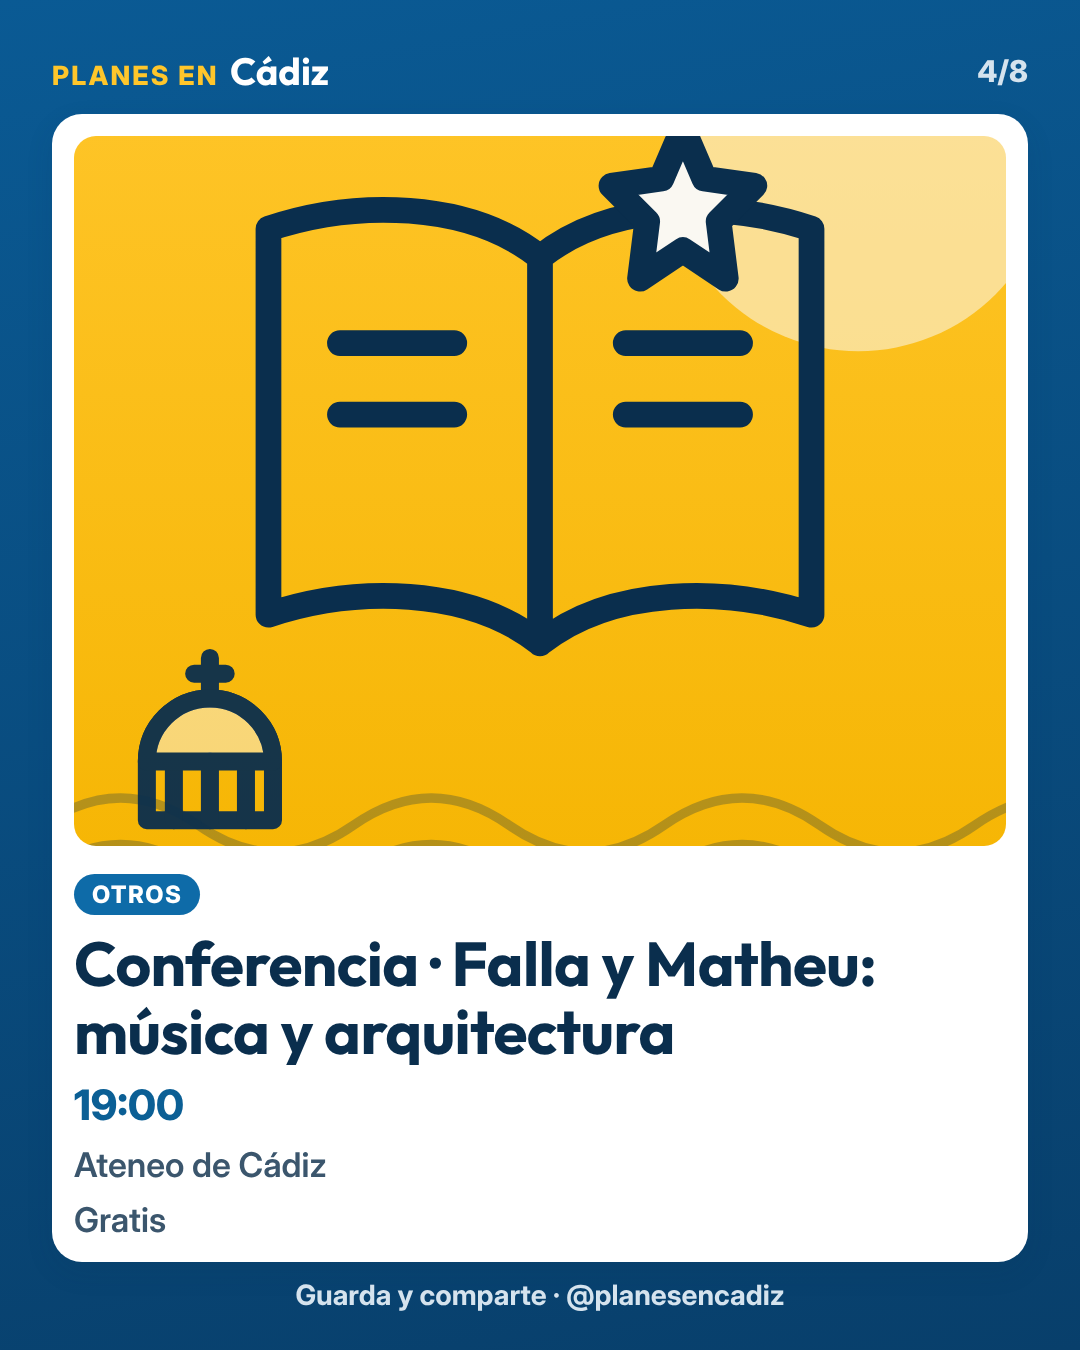 PLANES EN Cádiz
4/8
OTROS
Conferencia · Falla y Matheu:
música y arquitectura
19:00
Ateneo de Cádiz
Gratis
Guarda y comparte · @planesencadiz